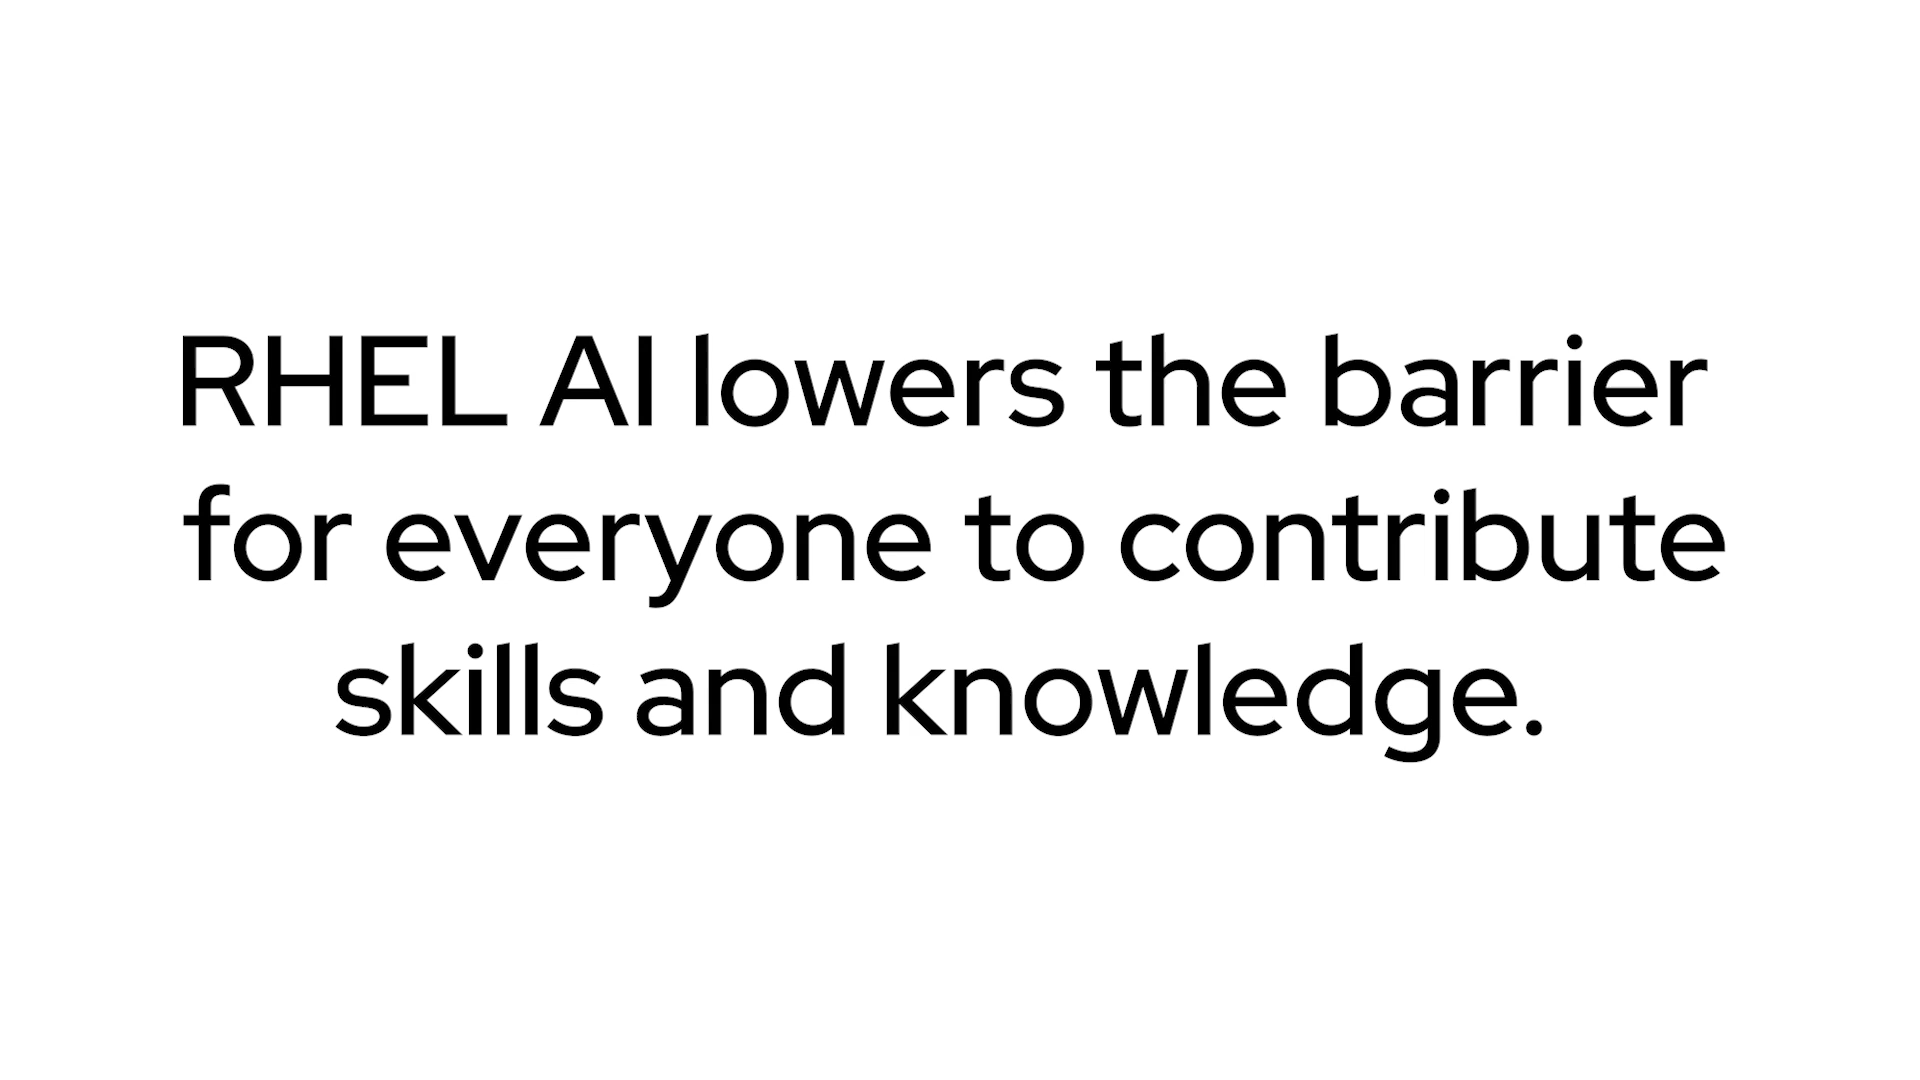 RHEL AI lowers the barrier
for everyone to contribute
skills and knowledge.